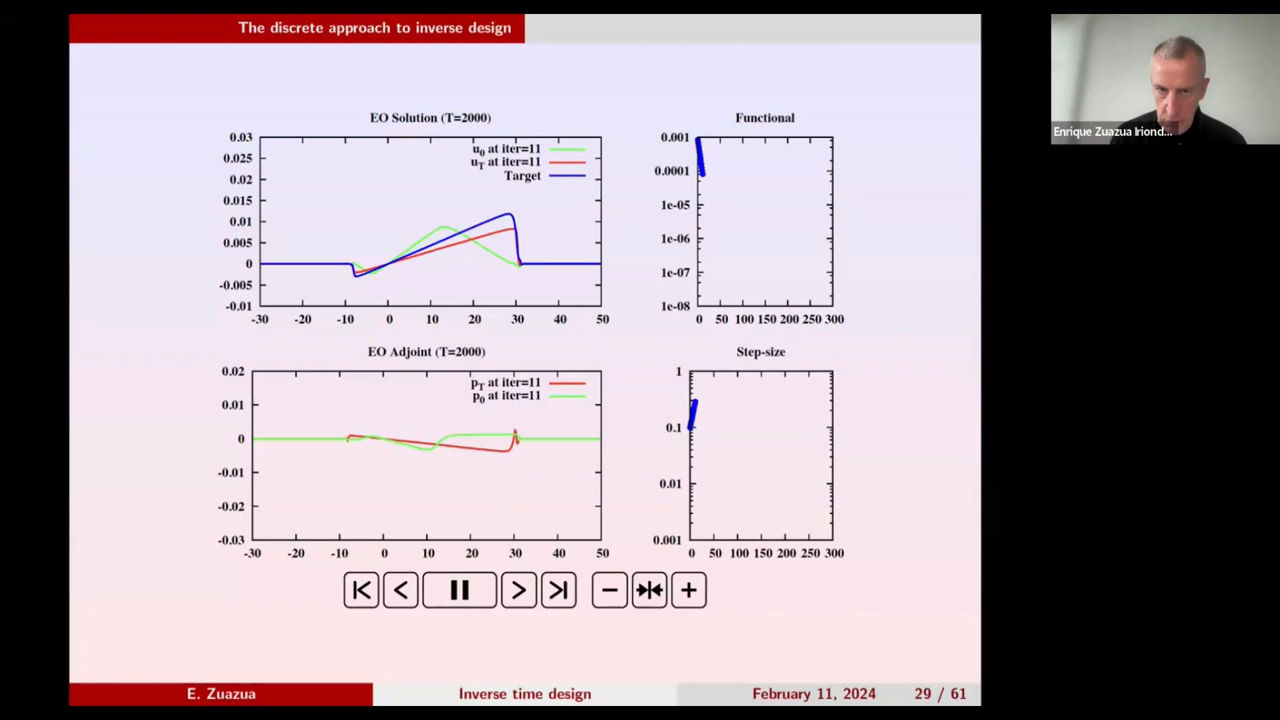 The discrete approach to inverse design
EO Solution (T=2000)
0.03
0.025
0.02
0.015
0.01
0.005
0
-0.005
-0.01
u0 at iter=11
uT at iter=11
Target
-30 -20 -10 0 10 20 30 40 50
Functional
0.001
0.0001
1e-05
1e-06
1e-07
1e-08
0 50 100 150 200 250 300
EO Adjoint (T=2000)
0.02
0.01
0
-0.01
-0.02
-0.03
pT at iter=11
p0 at iter=11
-30 -20 -10 0 10 20 30 40 50
Step-size
1
0.1
0.01
0.001
0 50 100 150 200 250 300
E. Zuazua Inverse time design February 11, 2024 29 / 61
Enrique Zuazua Iriond...